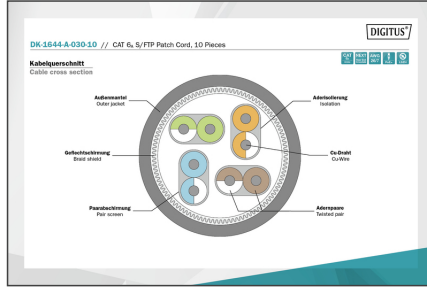 DIGITUS®
DK-1644-A-030-10 // CAT 6A S/FTP Patch Cord, 10 Pieces
Kabelquerschnitt
Cable cross section
Außenmantel
Outer jacket
Aderisolierung
Isolation
Geflechtschirmung
Braid shield
Cu-Draht
Cu-Wire
Paarabschirmung
Pair screen
Aderpaare
Twisted pair